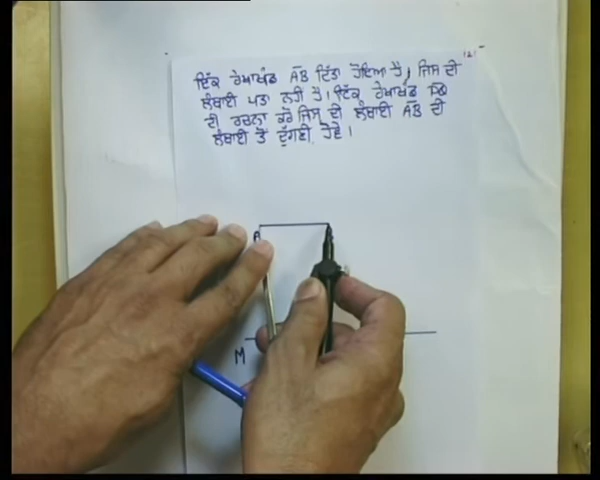 ਇੱਕ ਰੇਖਾਖੰਡ AB ਦਿੱਤਾ ਹੋਇਆ ਹੈ, ਜਿਸ ਦੀ
ਲੰਬਾਈ ਪਤਾ ਨਹੀਂ ਹੈ। ਇੱਕ ਰੇਖਾਖੰਡ
ਦੀ ਰਚਨਾ ਕਰੋ ਜਿਸ ਦੀ ਲੰਬਾਈ AB ਦੀ
ਲੰਬਾਈ ਤੋਂ ਦੁੱਗਣੀ ਹੋਵੇ।
A
M